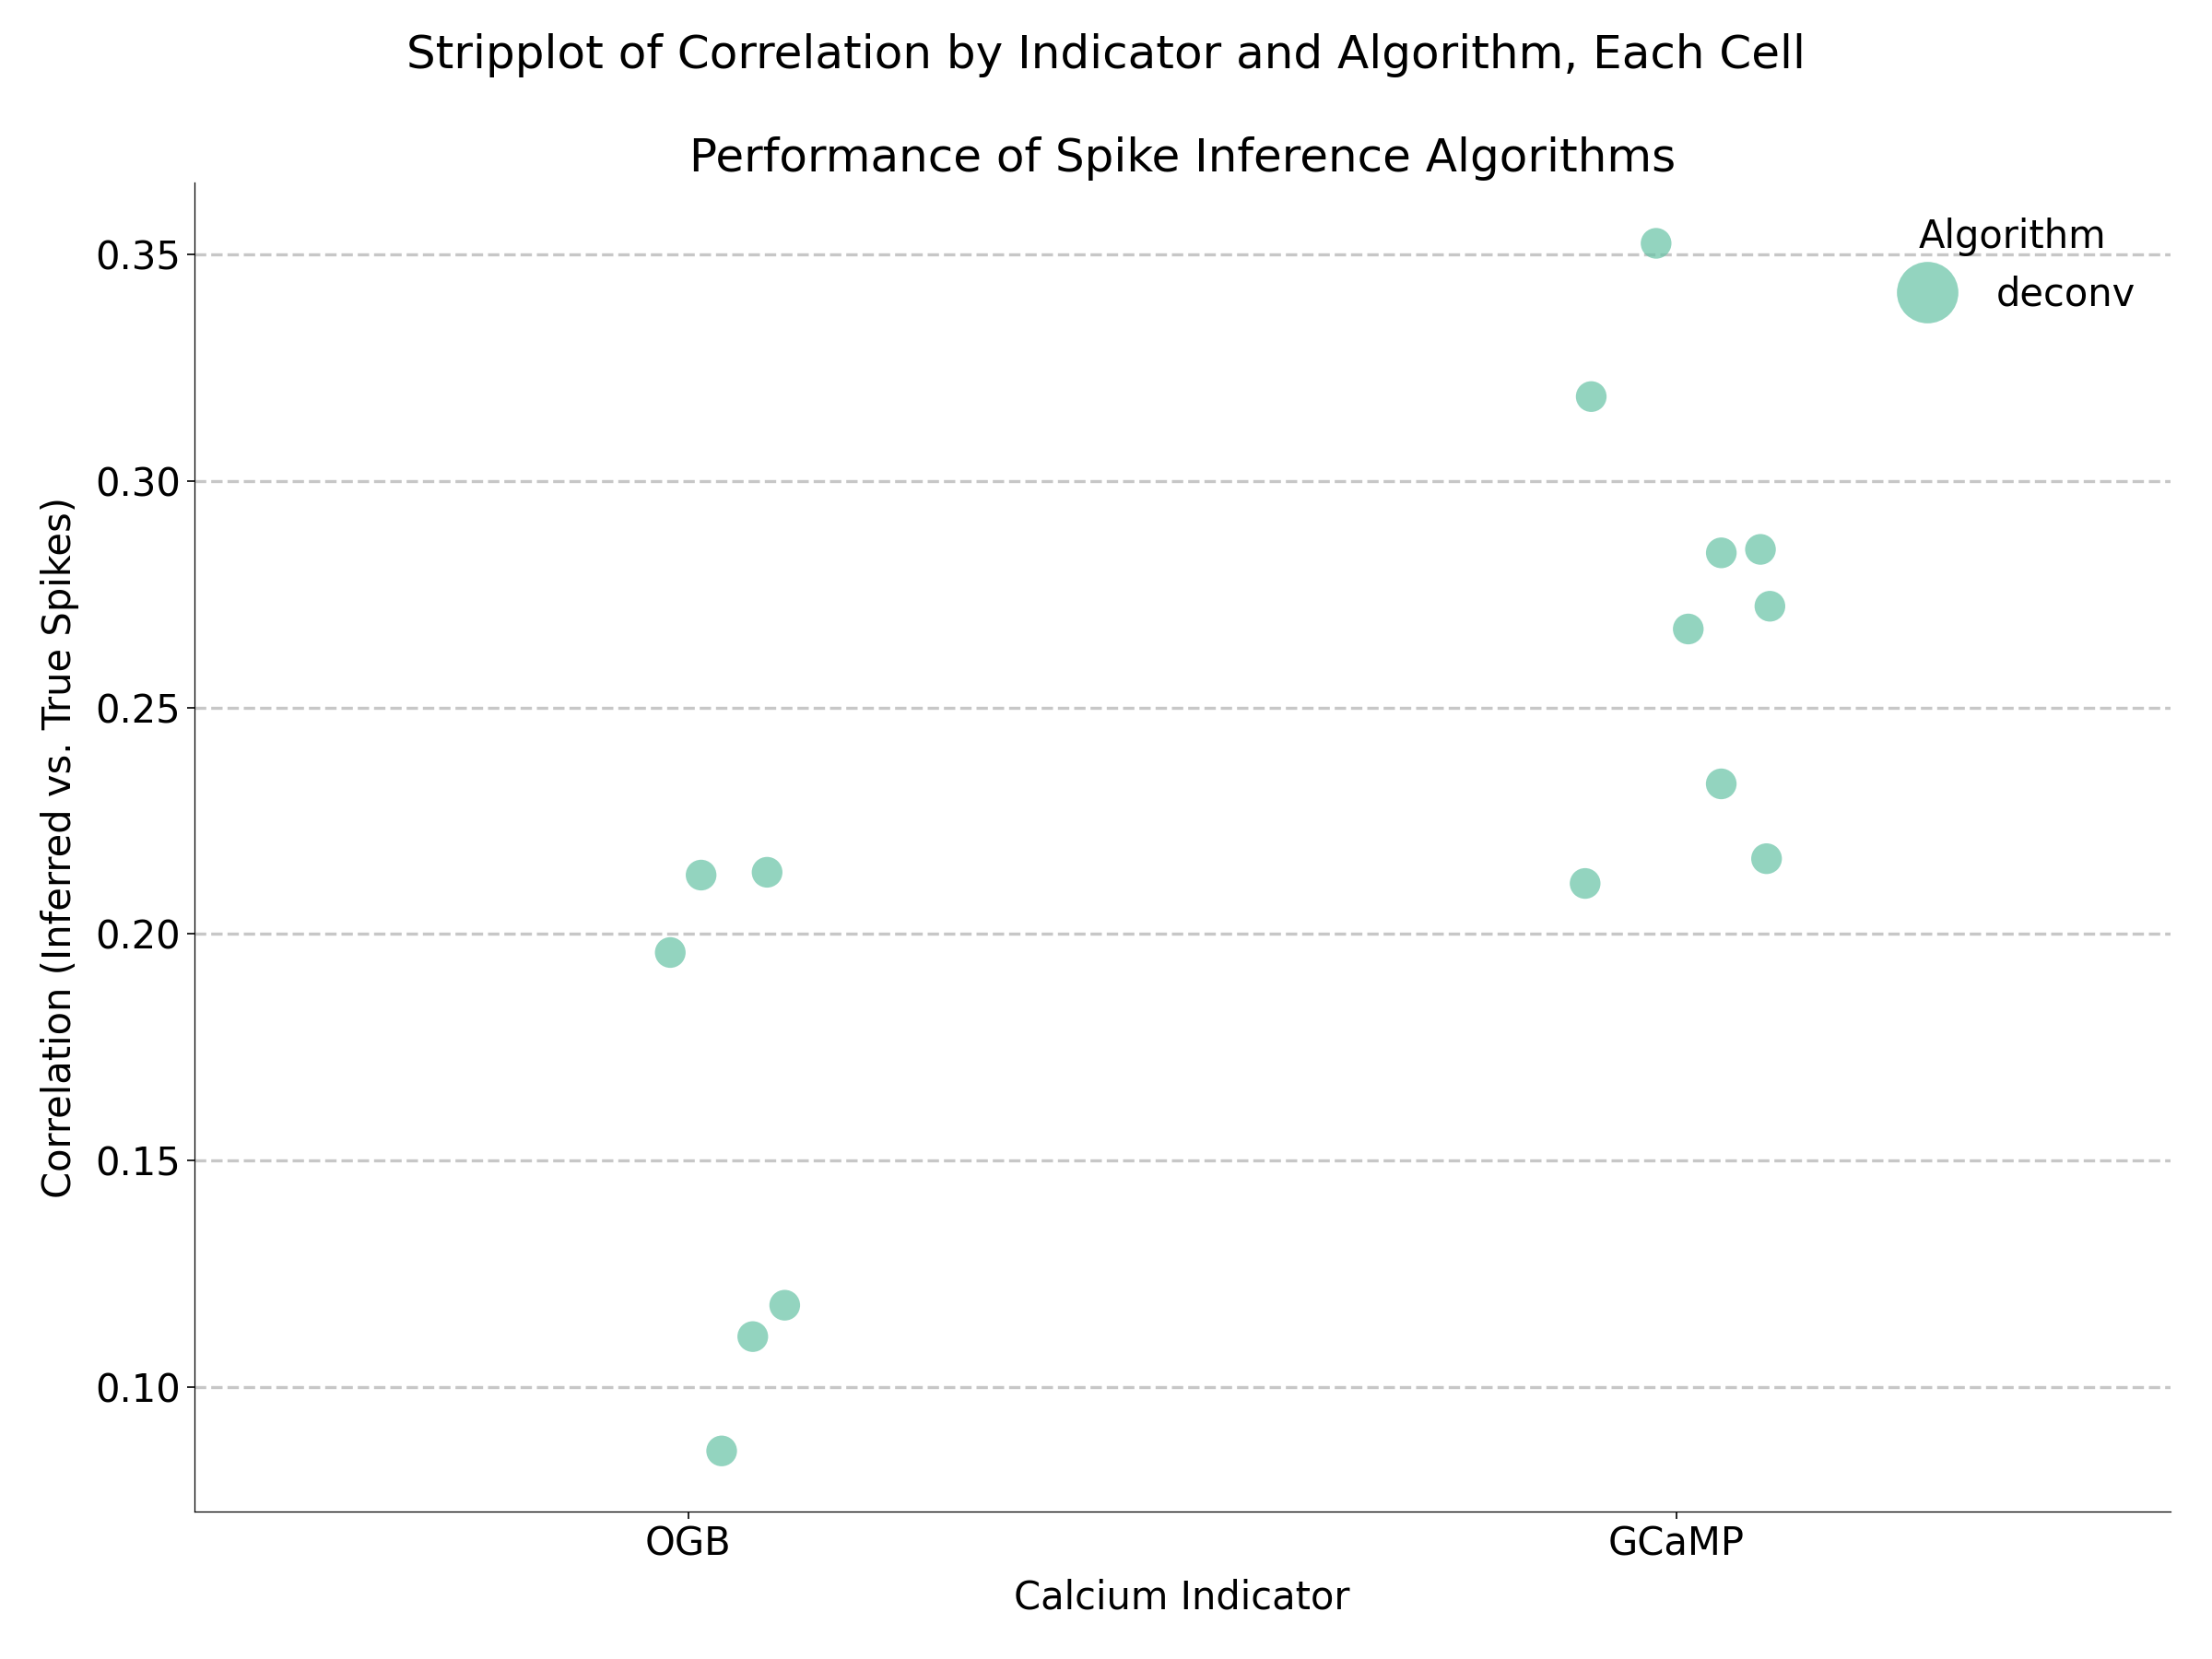 Stripplot of Correlation by Indicator and Algorithm, Each Cell
Performance of Spike Inference Algorithms
Algorithm
deconv
0.35
0.30
0.25
0.20
0.15
0.10
Correlation (Inferred vs. True Spikes)
OGB
GCaMP
Calcium Indicator